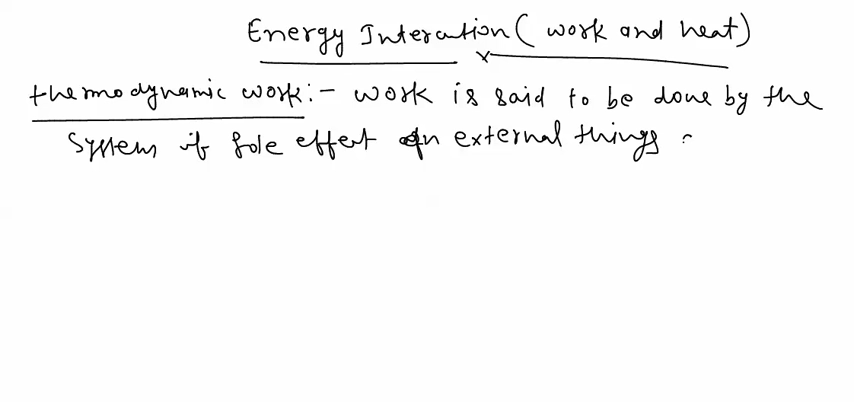 Energy Interaction ( work and heat )
thermodynamic work :- work is said to be done by the
system if sole effect on external things